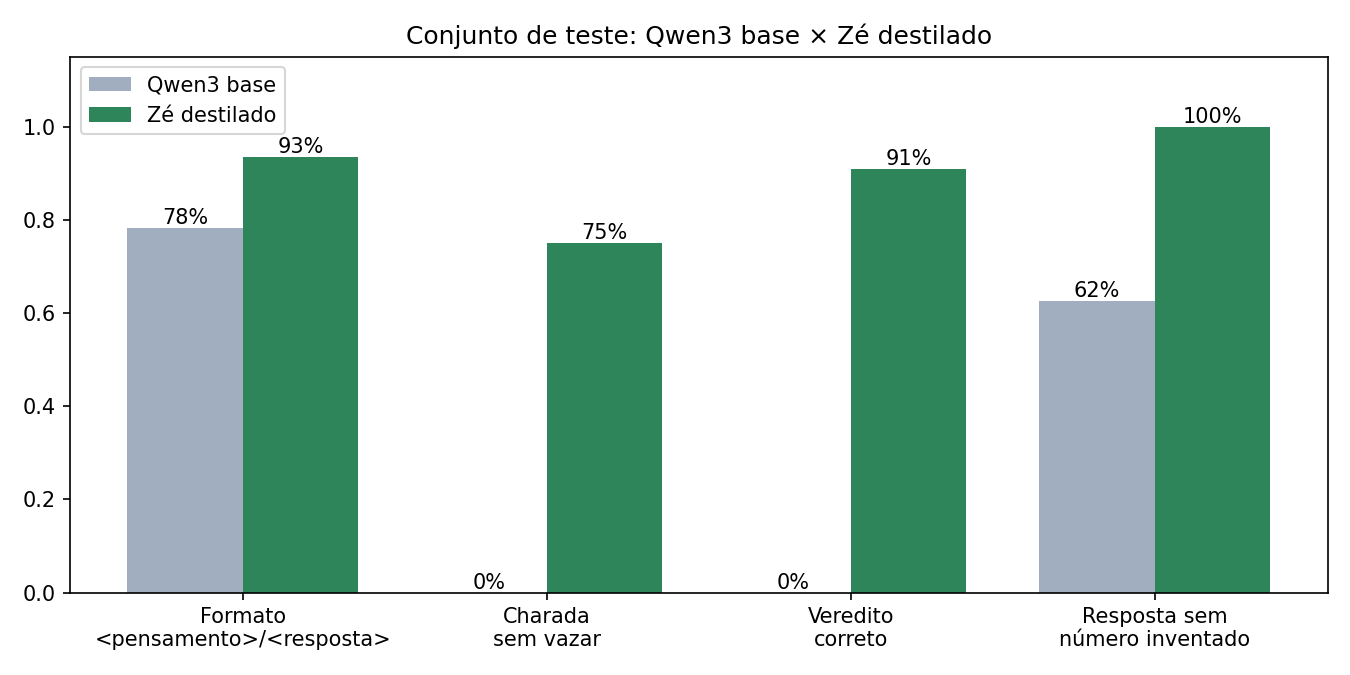 Conjunto de teste: Qwen3 base × Zé destilado
Qwen3 base
Zé destilado
1.0
0.8
0.6
0.4
0.2
0.0
78%
93%
0%
75%
0%
91%
62%
100%
Formato
<pensamento>/<resposta>
Charada
sem vazar
Veredito
correto
Resposta sem
número inventado